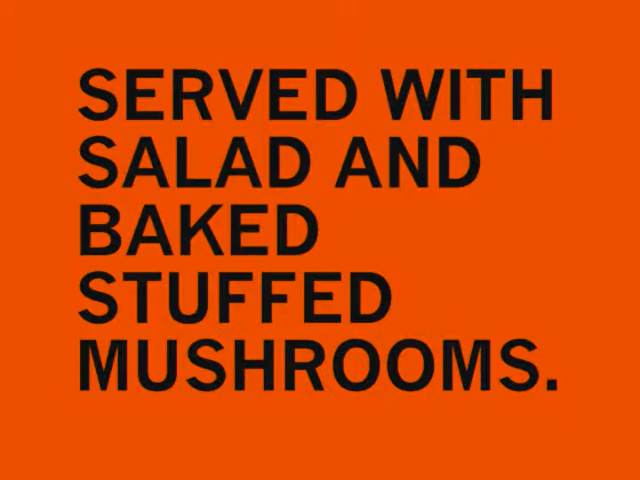 SERVED WITH
SALAD AND
BAKED
STUFFED
MUSHROOMS.